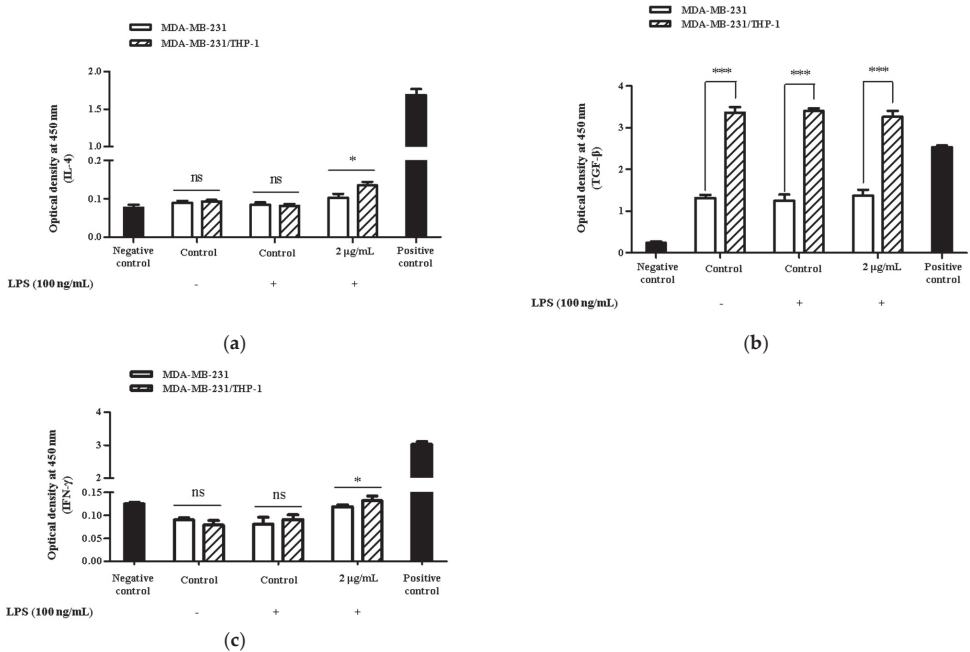 MDA-MB-231
MDA-MB-231/THP-1
Optical density at 450 nm
(IL-4)
2.0
1.5
1.0
0.2
0.1
0.0
ns
ns
*
Negative
control
Control
Control
2 μg/mL
Positive
control
LPS (100 ng/mL)
-
+
+
(a)
MDA-MB-231
MDA-MB-231/THP-1
Optical density at 450 nm
(TGF-β)
4
3
2
1
0
***
***
***
Negative
control
Control
Control
2 μg/mL
Positive
control
LPS (100 ng/mL)
-
+
+
(b)
MDA-MB-231
MDA-MB-231/THP-1
Optical density at 450 nm
(IFN-γ)
4
3
2
0.15
0.10
0.05
0.00
ns
ns
*
Negative
control
Control
Control
2 μg/mL
Positive
control
LPS (100 ng/mL)
-
+
+
(c)